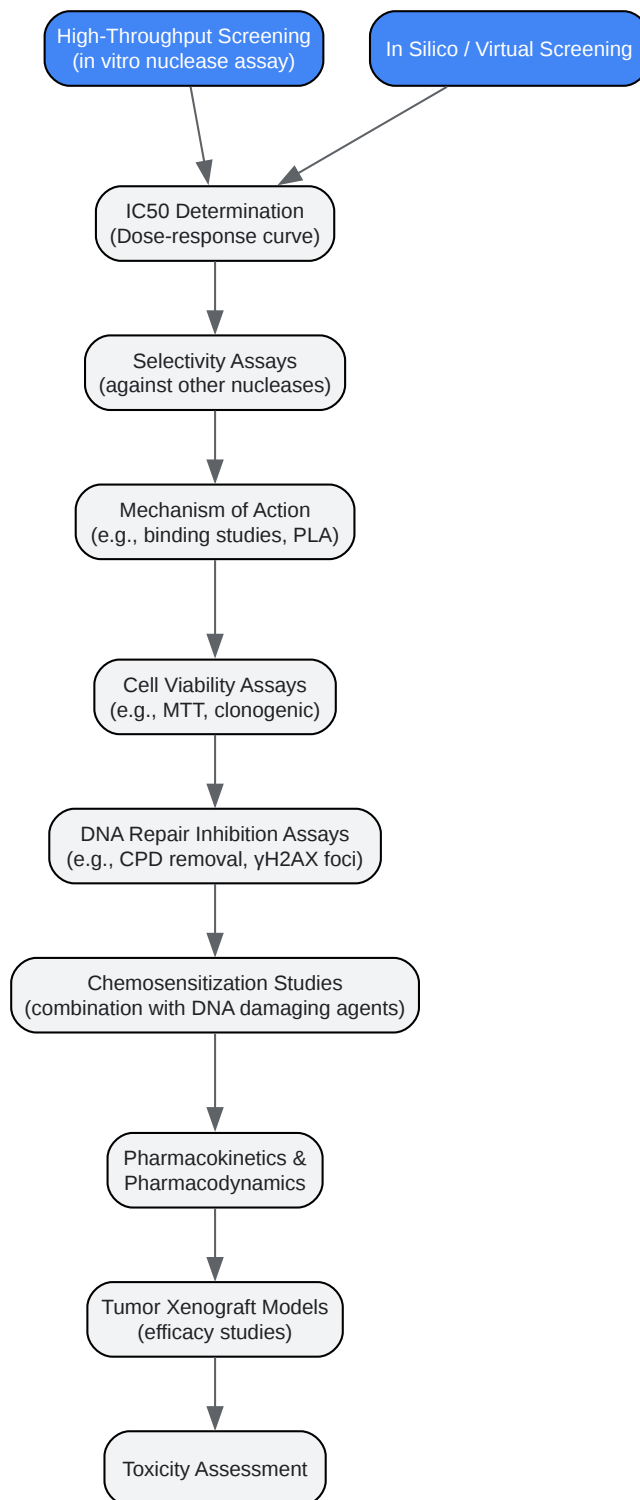 High-Throughput Screening
(in vitro nuclease assay)
In Silico / Virtual Screening
IC50 Determination
(Dose-response curve)
Selectivity Assays
(against other nucleases)
Mechanism of Action
(e.g., binding studies, PLA)
Cell Viability Assays
(e.g., MTT, clonogenic)
DNA Repair Inhibition Assays
(e.g., CPD removal, γH2AX foci)
Chemosensitization Studies
(combination with DNA damaging agents)
Pharmacokinetics &
Pharmacodynamics
Tumor Xenograft Models
(efficacy studies)
Toxicity Assessment